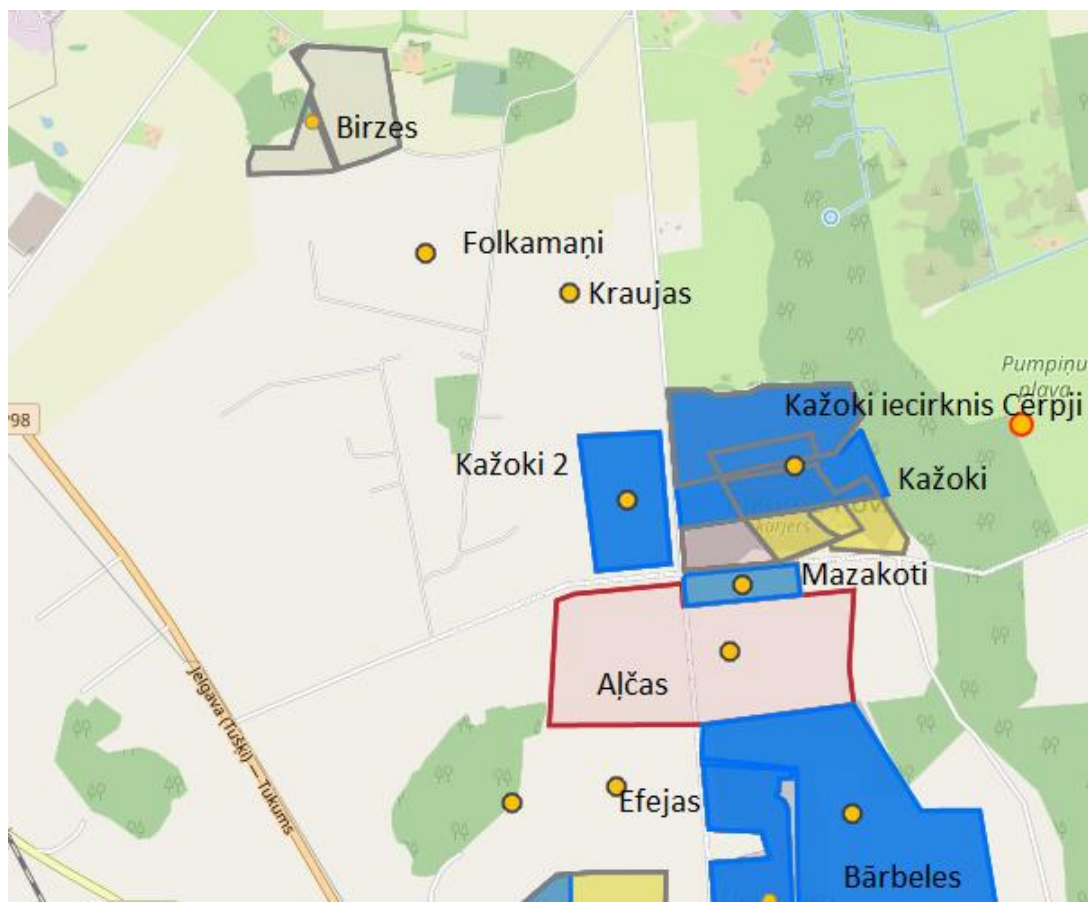 Birzes
Folkamaņi
Kraujas
Pumpiņu
pļava
Kažoki iecirknis Cērpji
P98
Kažoki 2
Kažoki
karjers
Mazakoti
Aļčas
Jelgava (Tušķi) — Tukums
Efejas
Bārbeles